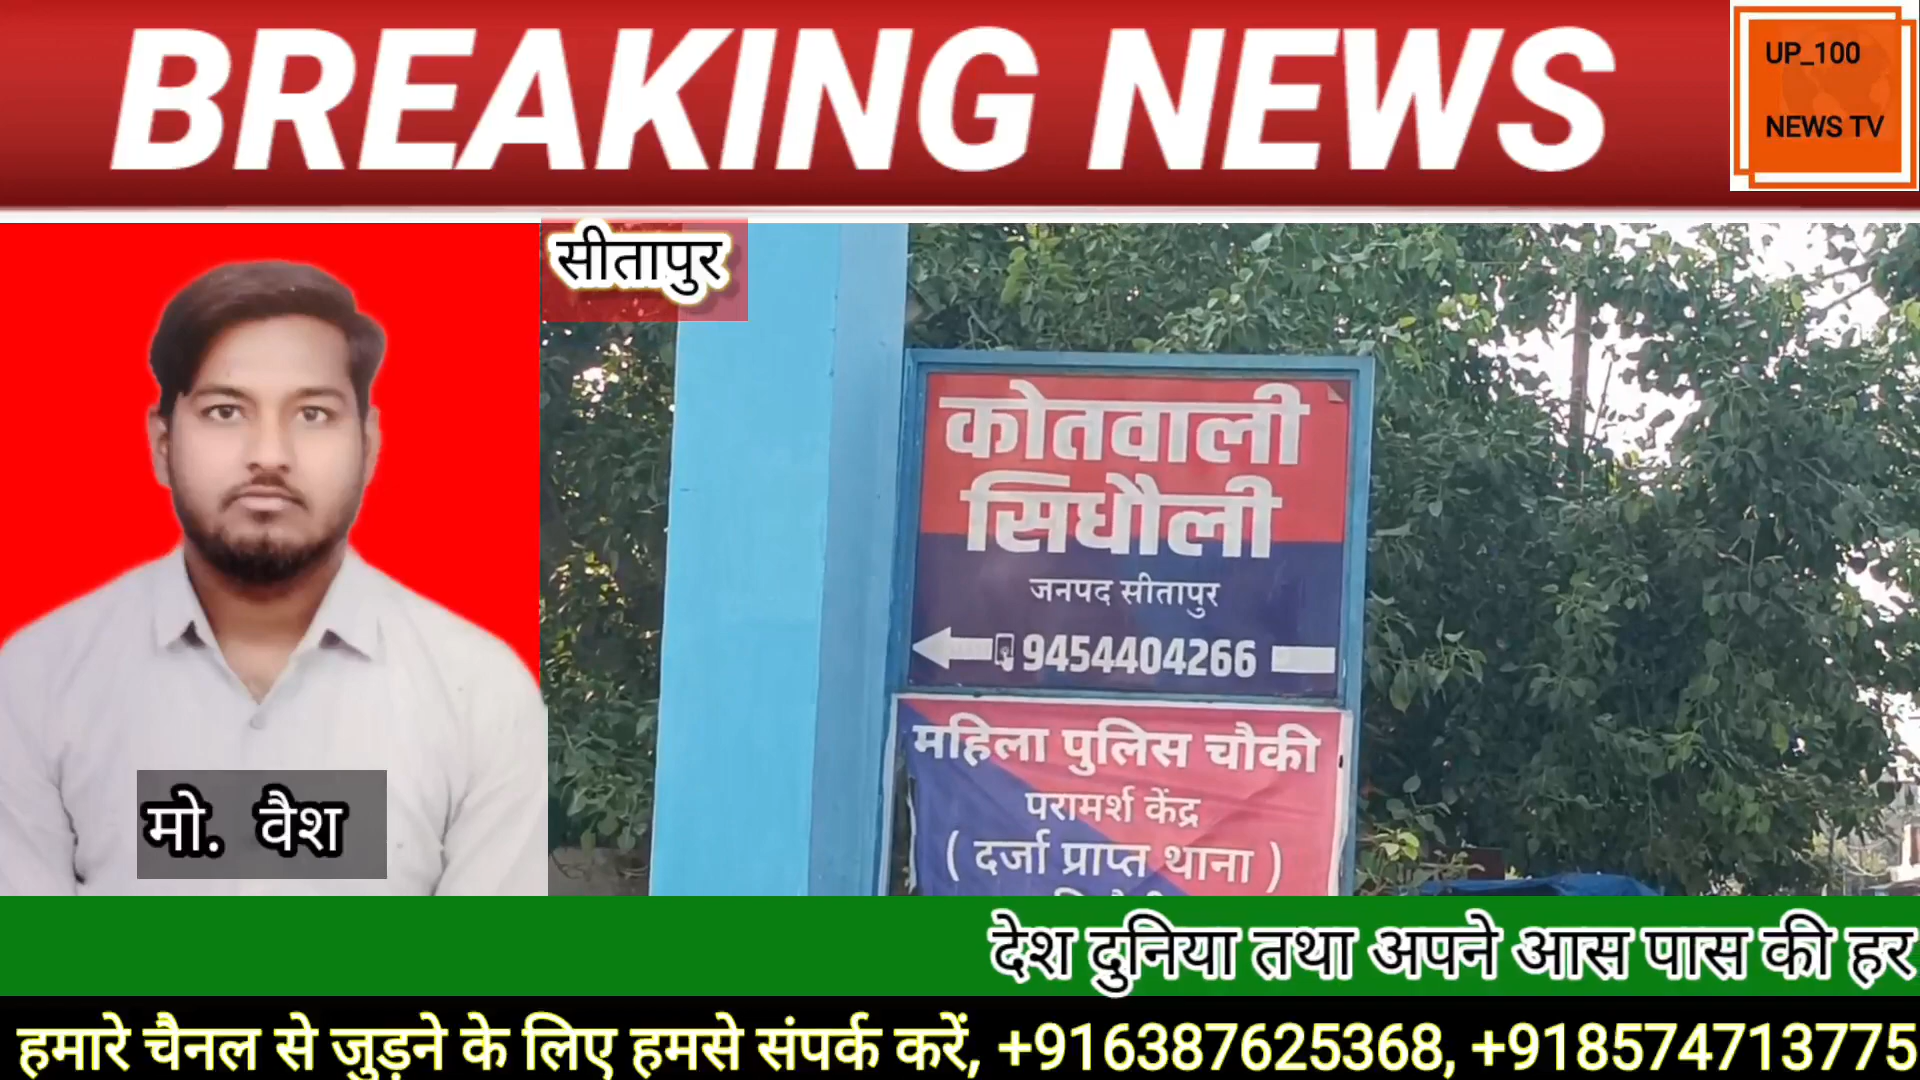 BREAKING NEWS
UP_100
NEWS TV
सीतापुर
कोतवाली
सिधौली
जनपद सीतापुर
9454404266
महिला पुलिस चौकी
परामर्श केंद्र
( दर्जा प्राप्त थाना )
मो. वैश
देश दुनिया तथा अपने आस पास की हर
हमारे चैनल से जुड़ने के लिए हमसे संपर्क करें, +916387625368, +918574713775